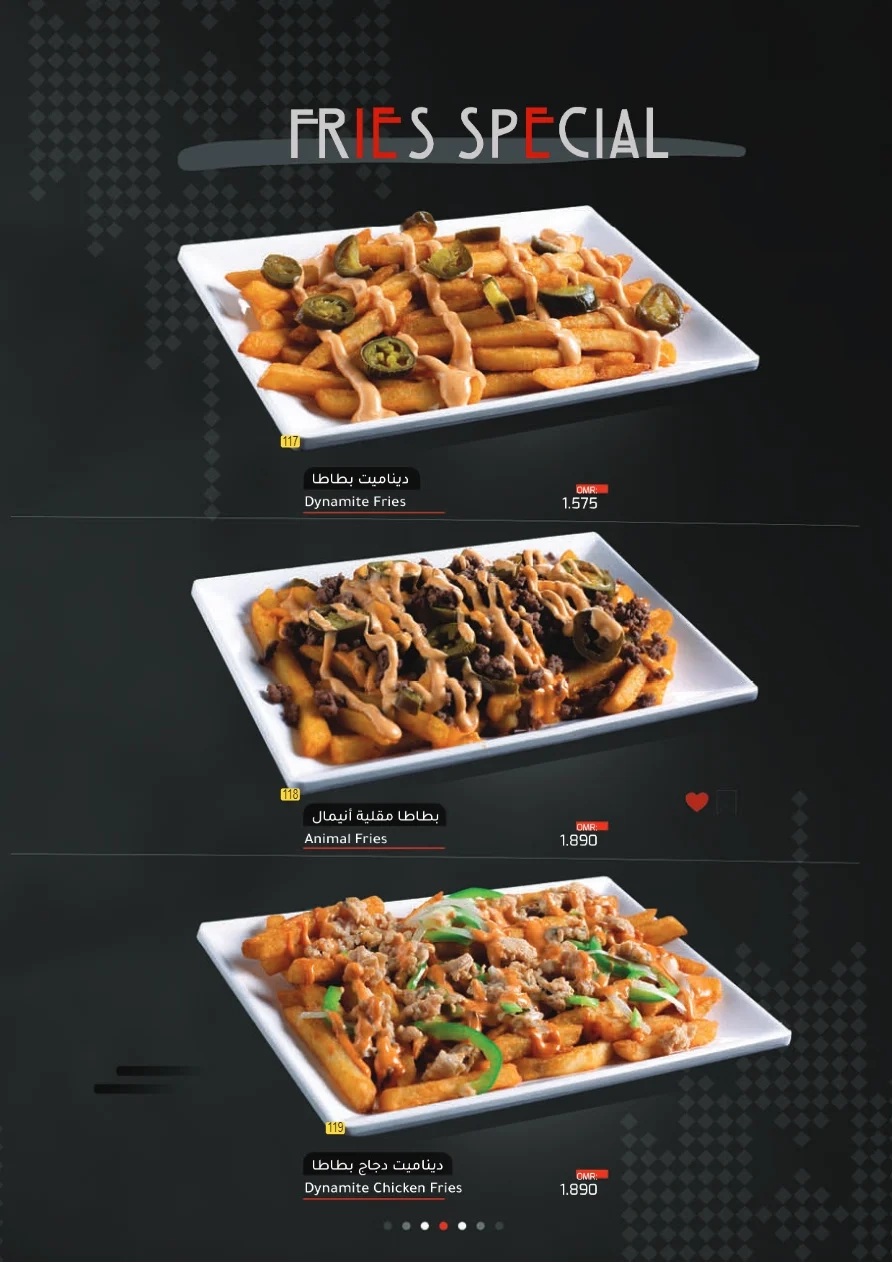 FRIES SPECIAL
117
ديناميت بطاطا
Dynamite Fries
OMR:
1.575
118
بطاطا مقلية أنيمال
Animal Fries
OMR:
1.890
119
ديناميت دجاج بطاطا
Dynamite Chicken Fries
OMR:
1.890